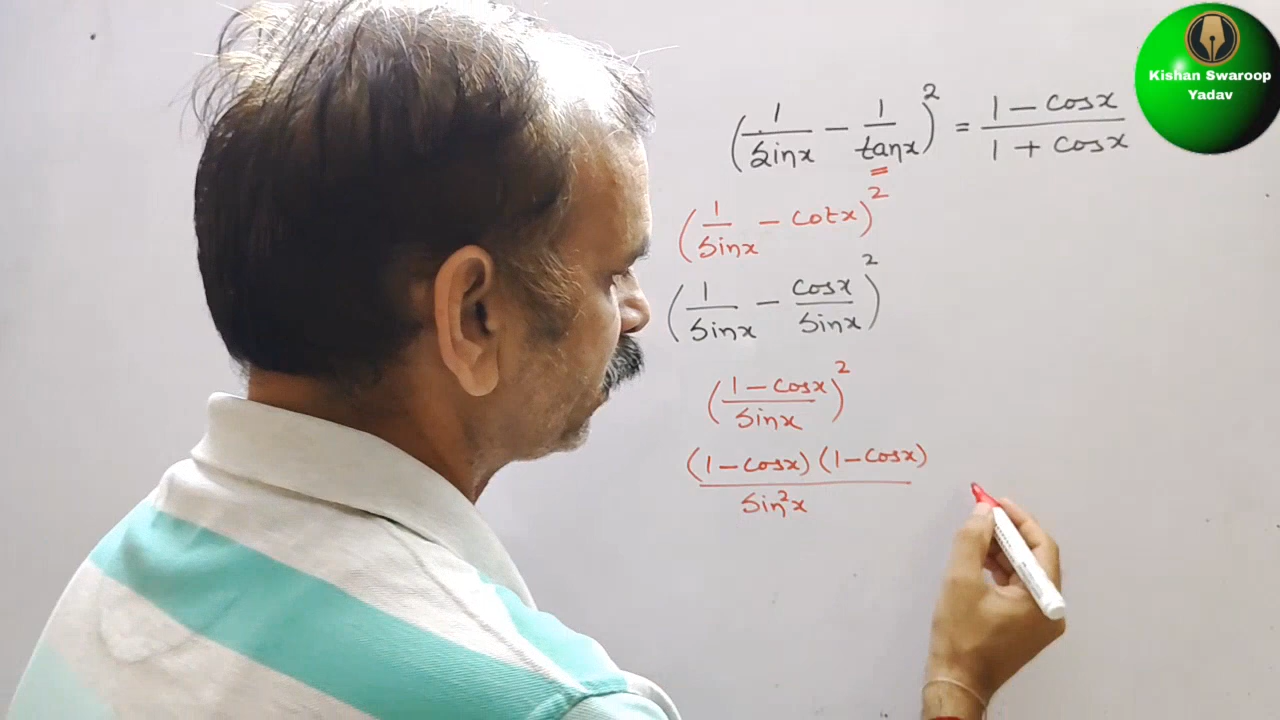 Kishan Swaroop
Yadav
(1/sinx − 1/tanx)² = (1 − cosx)/(1 + cosx)
(1/sinx − cotx)²
(1/sinx − cosx/sinx)²
((1−cosx)/sinx)²
(1−cosx)(1−cosx)/sin²x